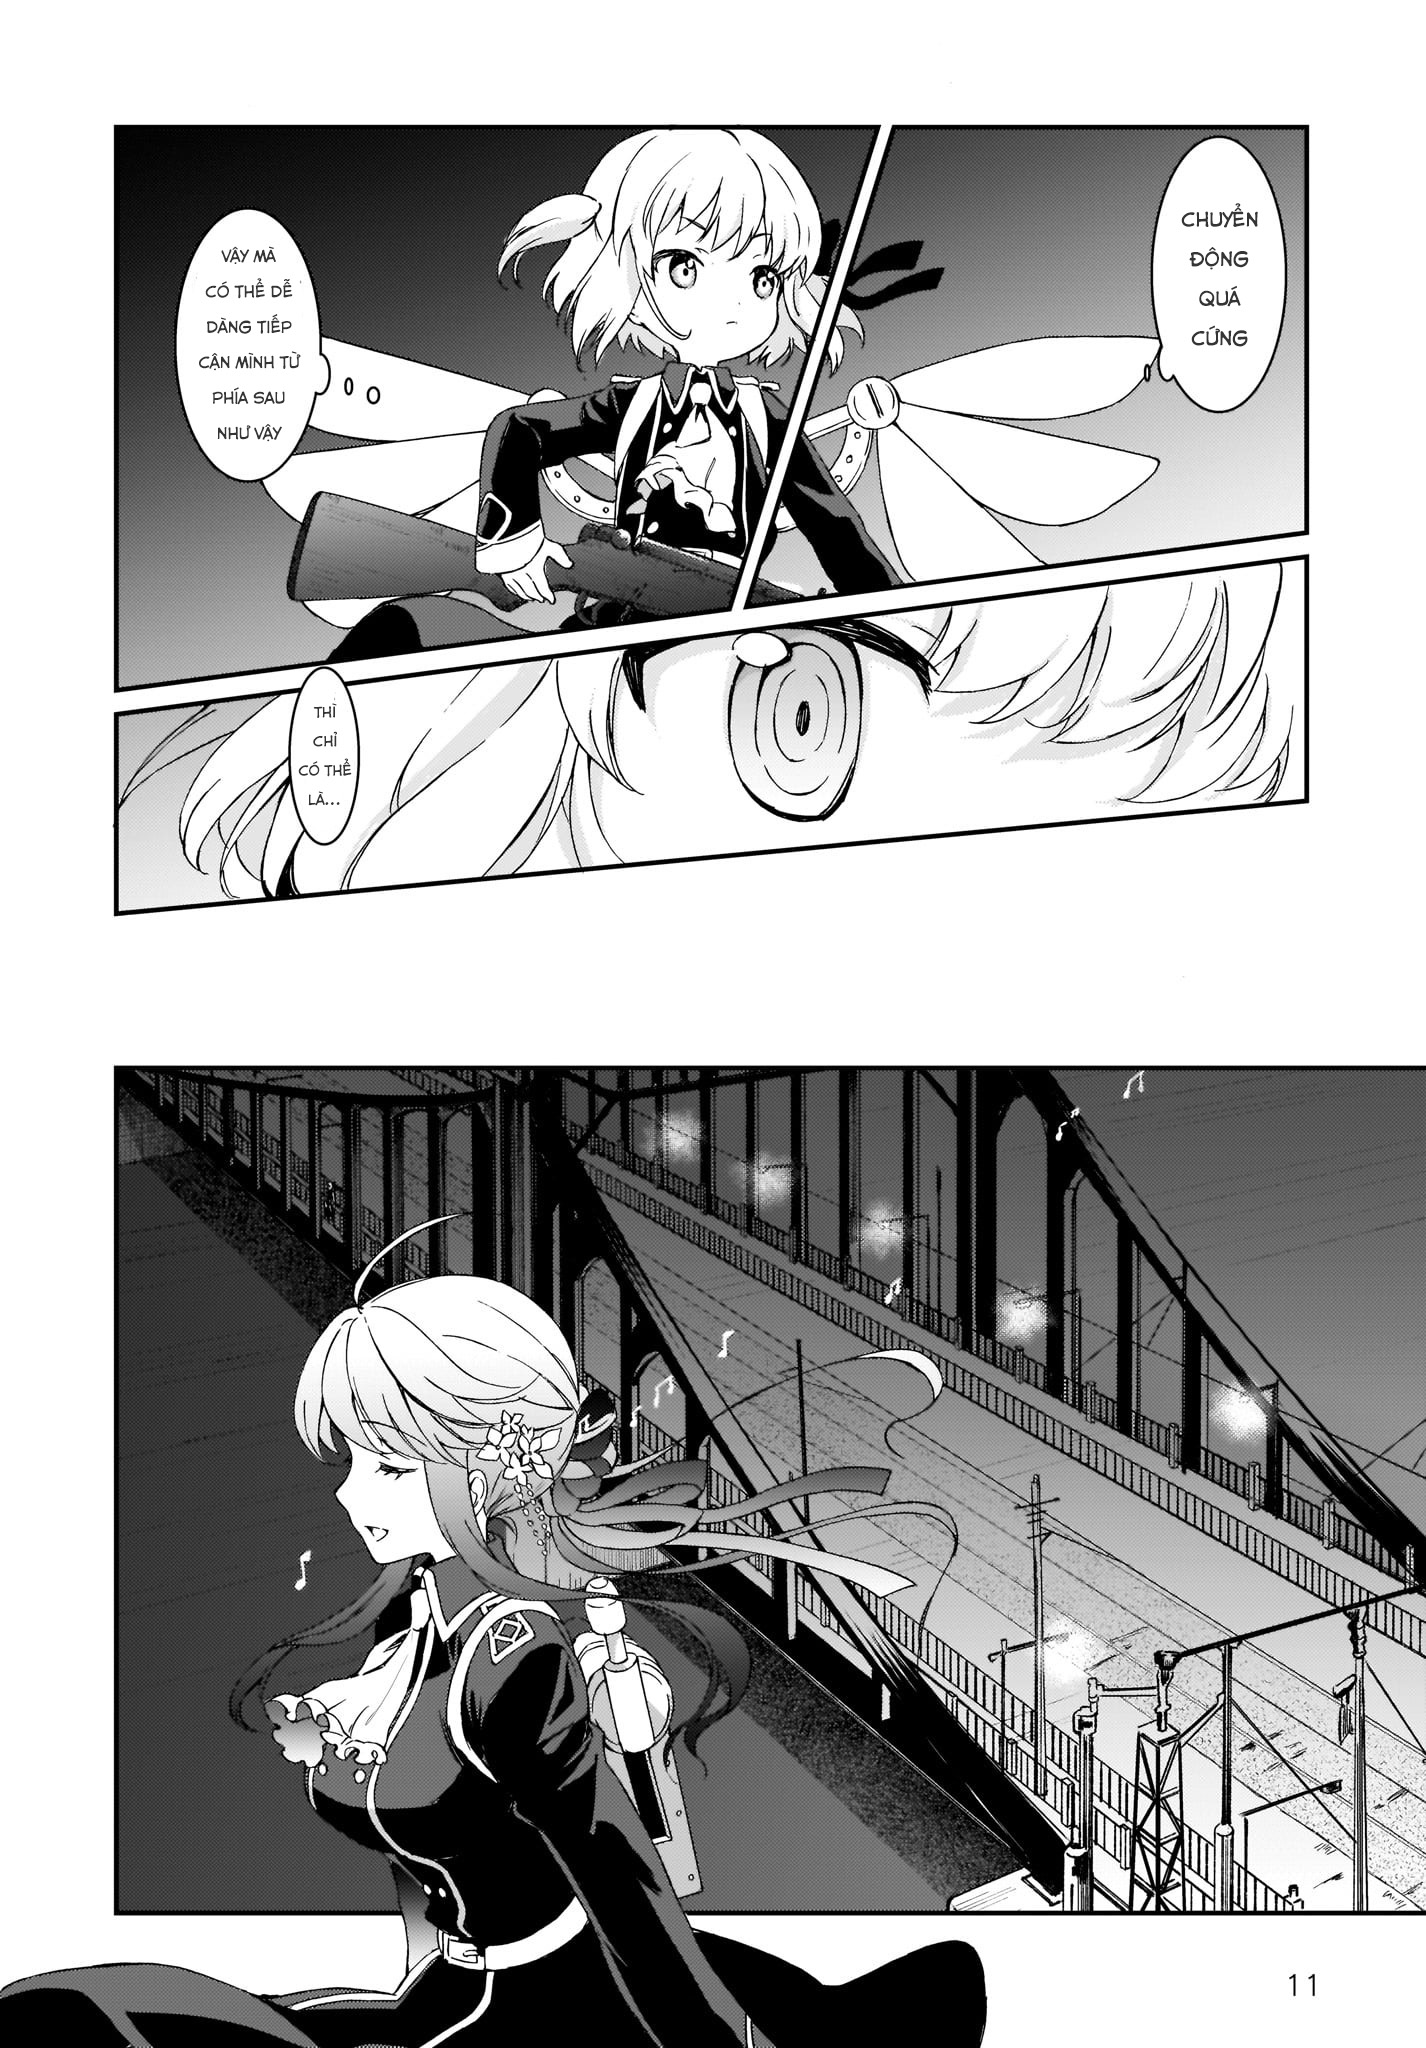 CHUYỂN
ĐỘNG
QUÁ
CỨNG
VẬY MÀ
CÓ THỂ DỄ
DÀNG TIẾP
CẬN MÌNH TỪ
PHÍA SAU
NHƯ VẬY
THÌ
CHỈ
CÓ THỂ
LÀ...
11